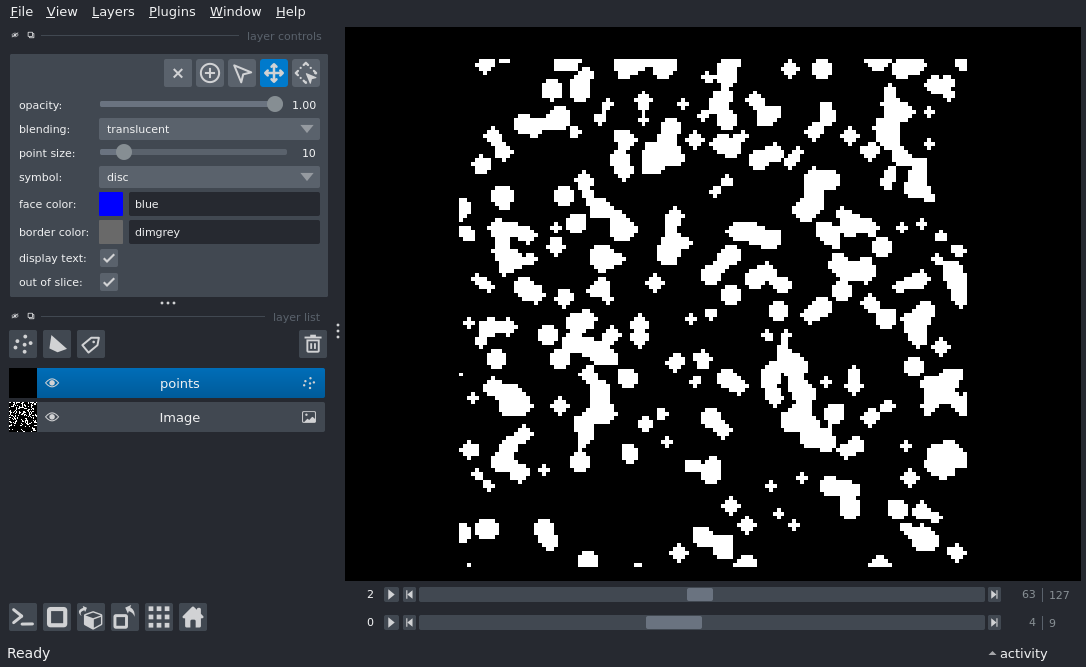 File View Layers Plugins Window Help
layer controls
opacity: 1.00
blending: translucent
point size: 10
symbol: disc
face color: blue
border color: dimgrey
display text:
out of slice:
layer list
points
Image
2 63 127
0 4 9
Ready activity